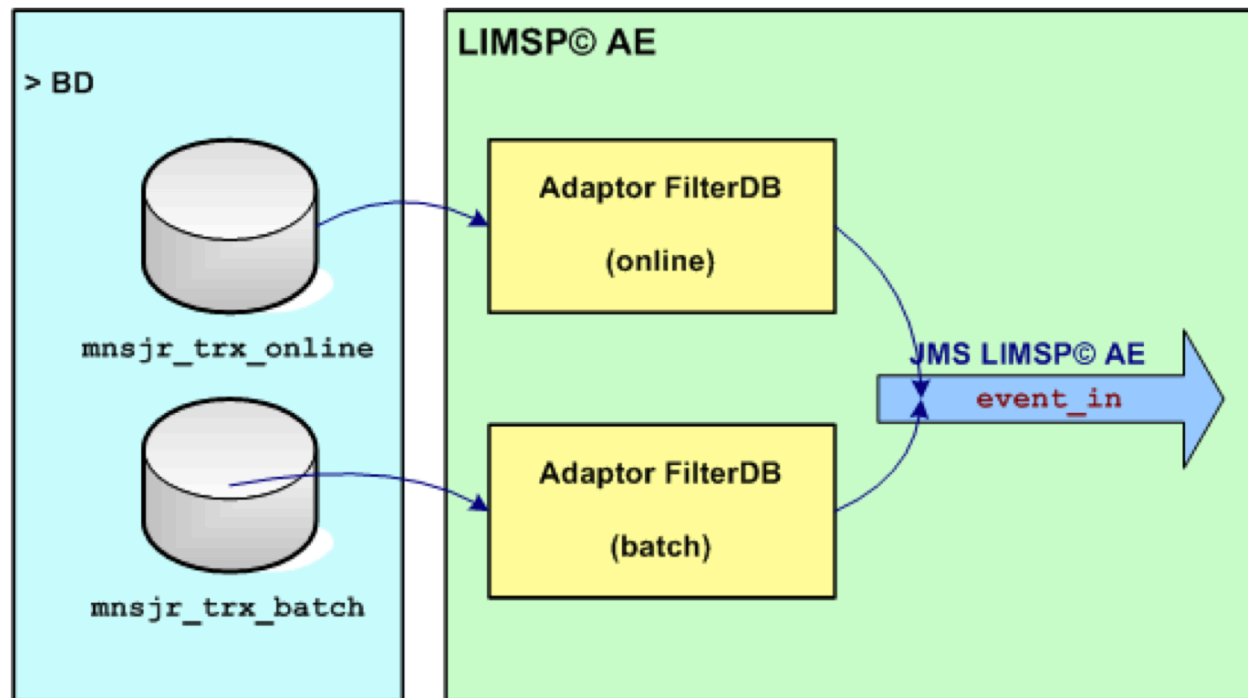 > BD
mnsjr_trx_online
mnsjr_trx_batch
LIMSP© AE
Adaptor FilterDB
(online)
Adaptor FilterDB
(batch)
JMS LIMSP© AE
event_in